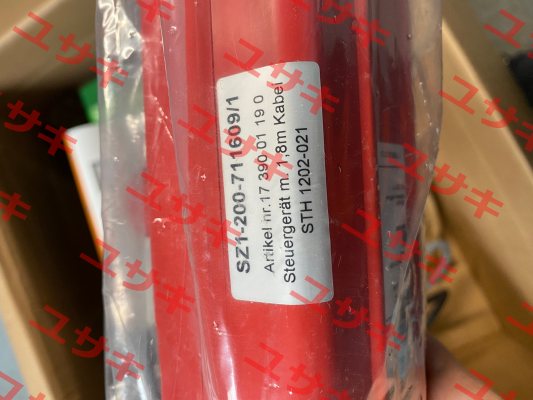 SZ1-200-711609/1
Artikel nr.17 390 01 19 0
Steuergerät m. 1,8m Kabel
STH 1202-021
ユサキ